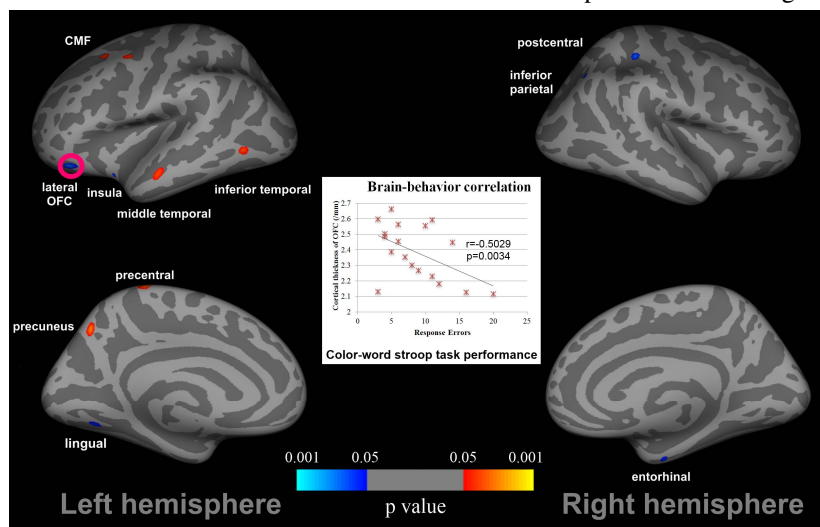 CMF
postcentral
inferior
parietal
lateral
OFC
insula
middle temporal
inferior temporal
Brain-behavior correlation
Cortical thickness of OFC (/mm)
2.7
2.6
2.5
2.4
2.3
2.2
2.1
2
r=-0.5029
p=0.0034
0 5 10 15 20 25
Response Errors
Color-word stroop task performance
precentral
precuneus
lingual
entorhinal
0.001 0.05 0.05 0.001
p value
Left hemisphere
Right hemisphere